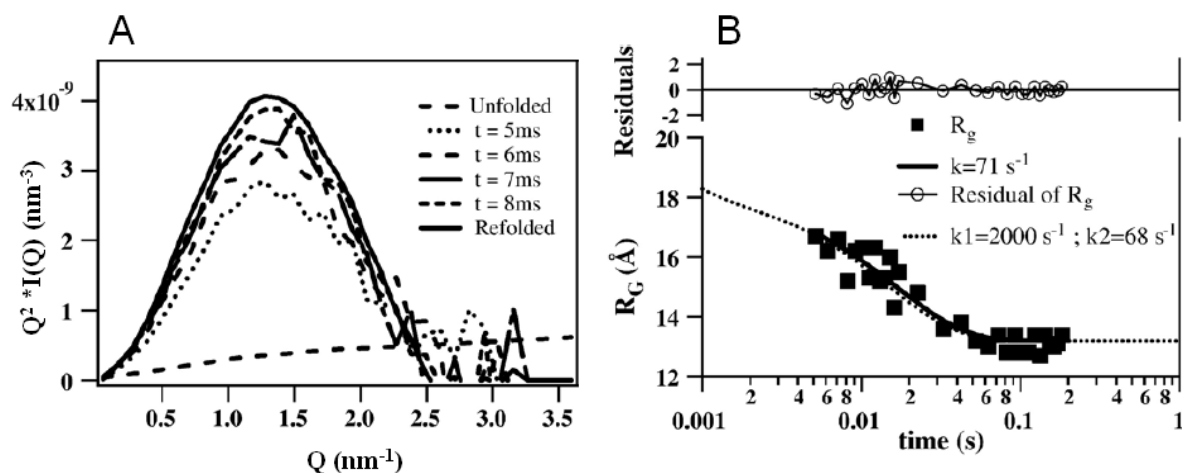 A
Q² *I(Q) (nm⁻³)
4x10⁻⁹
3
2
1
0
Unfolded
t = 5ms
t = 6ms
t = 7ms
t = 8ms
Refolded
0.5 1.0 1.5 2.0 2.5 3.0 3.5
Q (nm⁻¹)
B
Residuals
2
0
-2
Rg
k=71 s⁻¹
Residual of Rg
k1=2000 s⁻¹ ; k2=68 s⁻¹
RG (Å)
20
18
16
14
12
0.001 2 4 6 8 0.01 2 4 6 8 0.1 2 4 6 8 1
time (s)